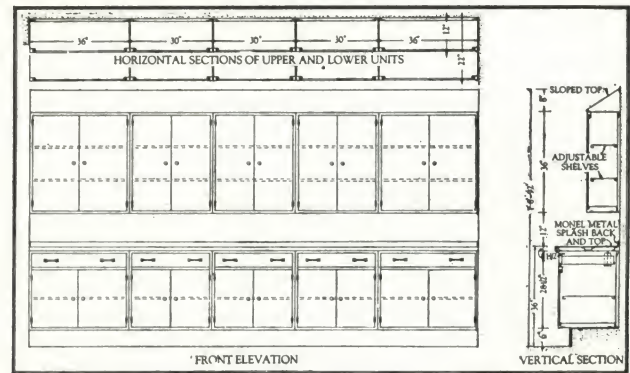 36" 30" 30" 30" 36" 12"
HORIZONTAL SECTIONS OF UPPER AND LOWER UNITS
SLOPED TOP
8"
36"
ADJUSTABLE
SHELVES
12"
MONEL METAL
SPLASH BACK
AND TOP
36"
6"
FRONT ELEVATION
VERTICAL SECTION